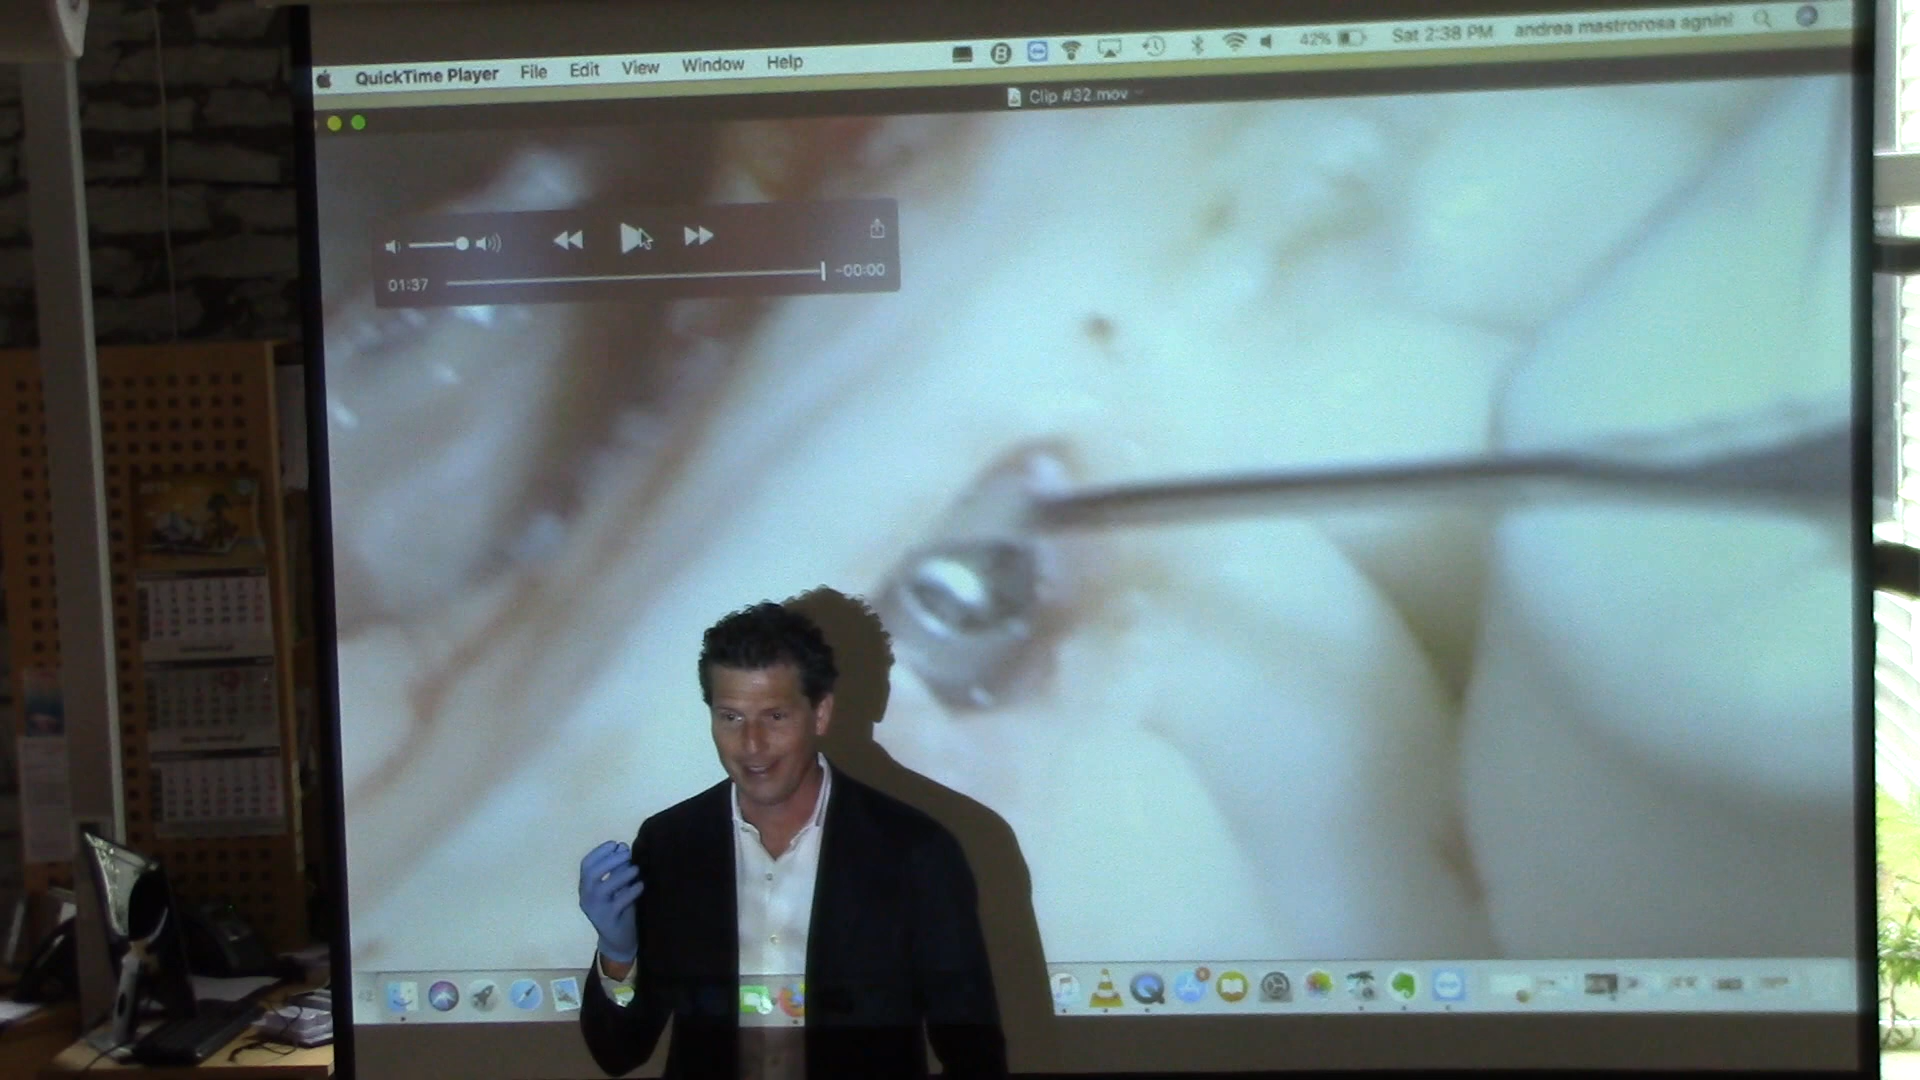 QuickTime Player File Edit View Window Help 42% Sat 2:38 PM andrea mastrorosa agnini
Clip #32.mov
01:37 -00:00